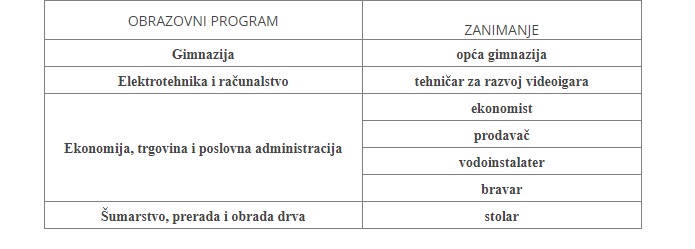 OBRAZOVNI PROGRAM
ZANIMANJE
Gimnazija
opća gimnazija
Elektrotehnika i računalstvo
tehničar za razvoj videoigara
Ekonomija, trgovina i poslovna administracija
ekonomist
prodavač
vodoinstalater
bravar
Šumarstvo, prerada i obrada drva
stolar